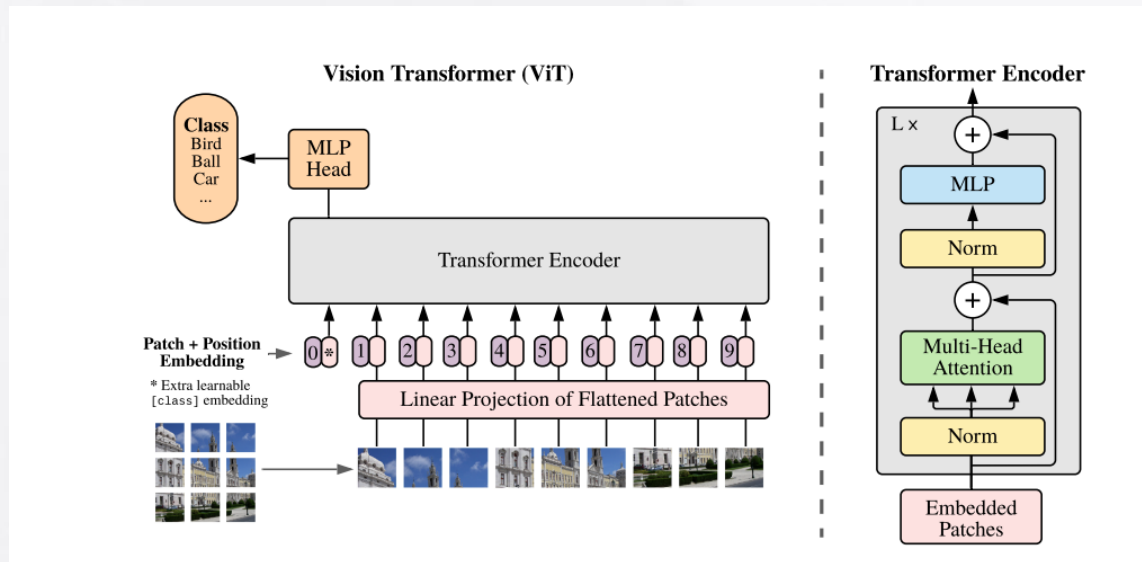 Vision Transformer (ViT)
Class
Bird
Ball
Car
...
MLP
Head
Transformer Encoder
Patch + Position
Embedding
* Extra learnable
[class] embedding
0 * 1 2 3 4 5 6 7 8 9
Linear Projection of Flattened Patches
Transformer Encoder
L x
+
MLP
Norm
+
Multi-Head
Attention
Norm
Embedded
Patches